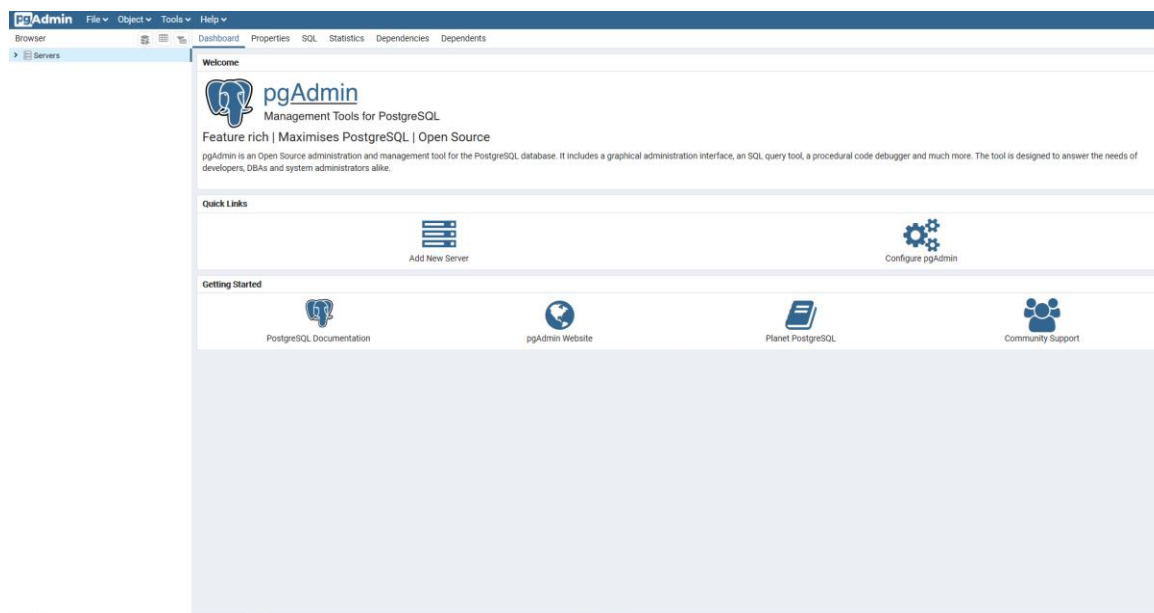 pgAdmin File Object Tools Help
Browser
Dashboard Properties SQL Statistics Dependencies Dependents
Servers
Welcome
pgAdmin
Management Tools for PostgreSQL
Feature rich | Maximises PostgreSQL | Open Source
pgAdmin is an Open Source administration and management tool for the PostgreSQL database. It includes a graphical administration interface, an SQL query tool, a procedural code debugger and much more. The tool is designed to answer the needs of
developers, DBAs and system administrators alike.
Quick Links
Add New Server
Configure pgAdmin
Getting Started
PostgreSQL Documentation
pgAdmin Website
Planet PostgreSQL
Community Support